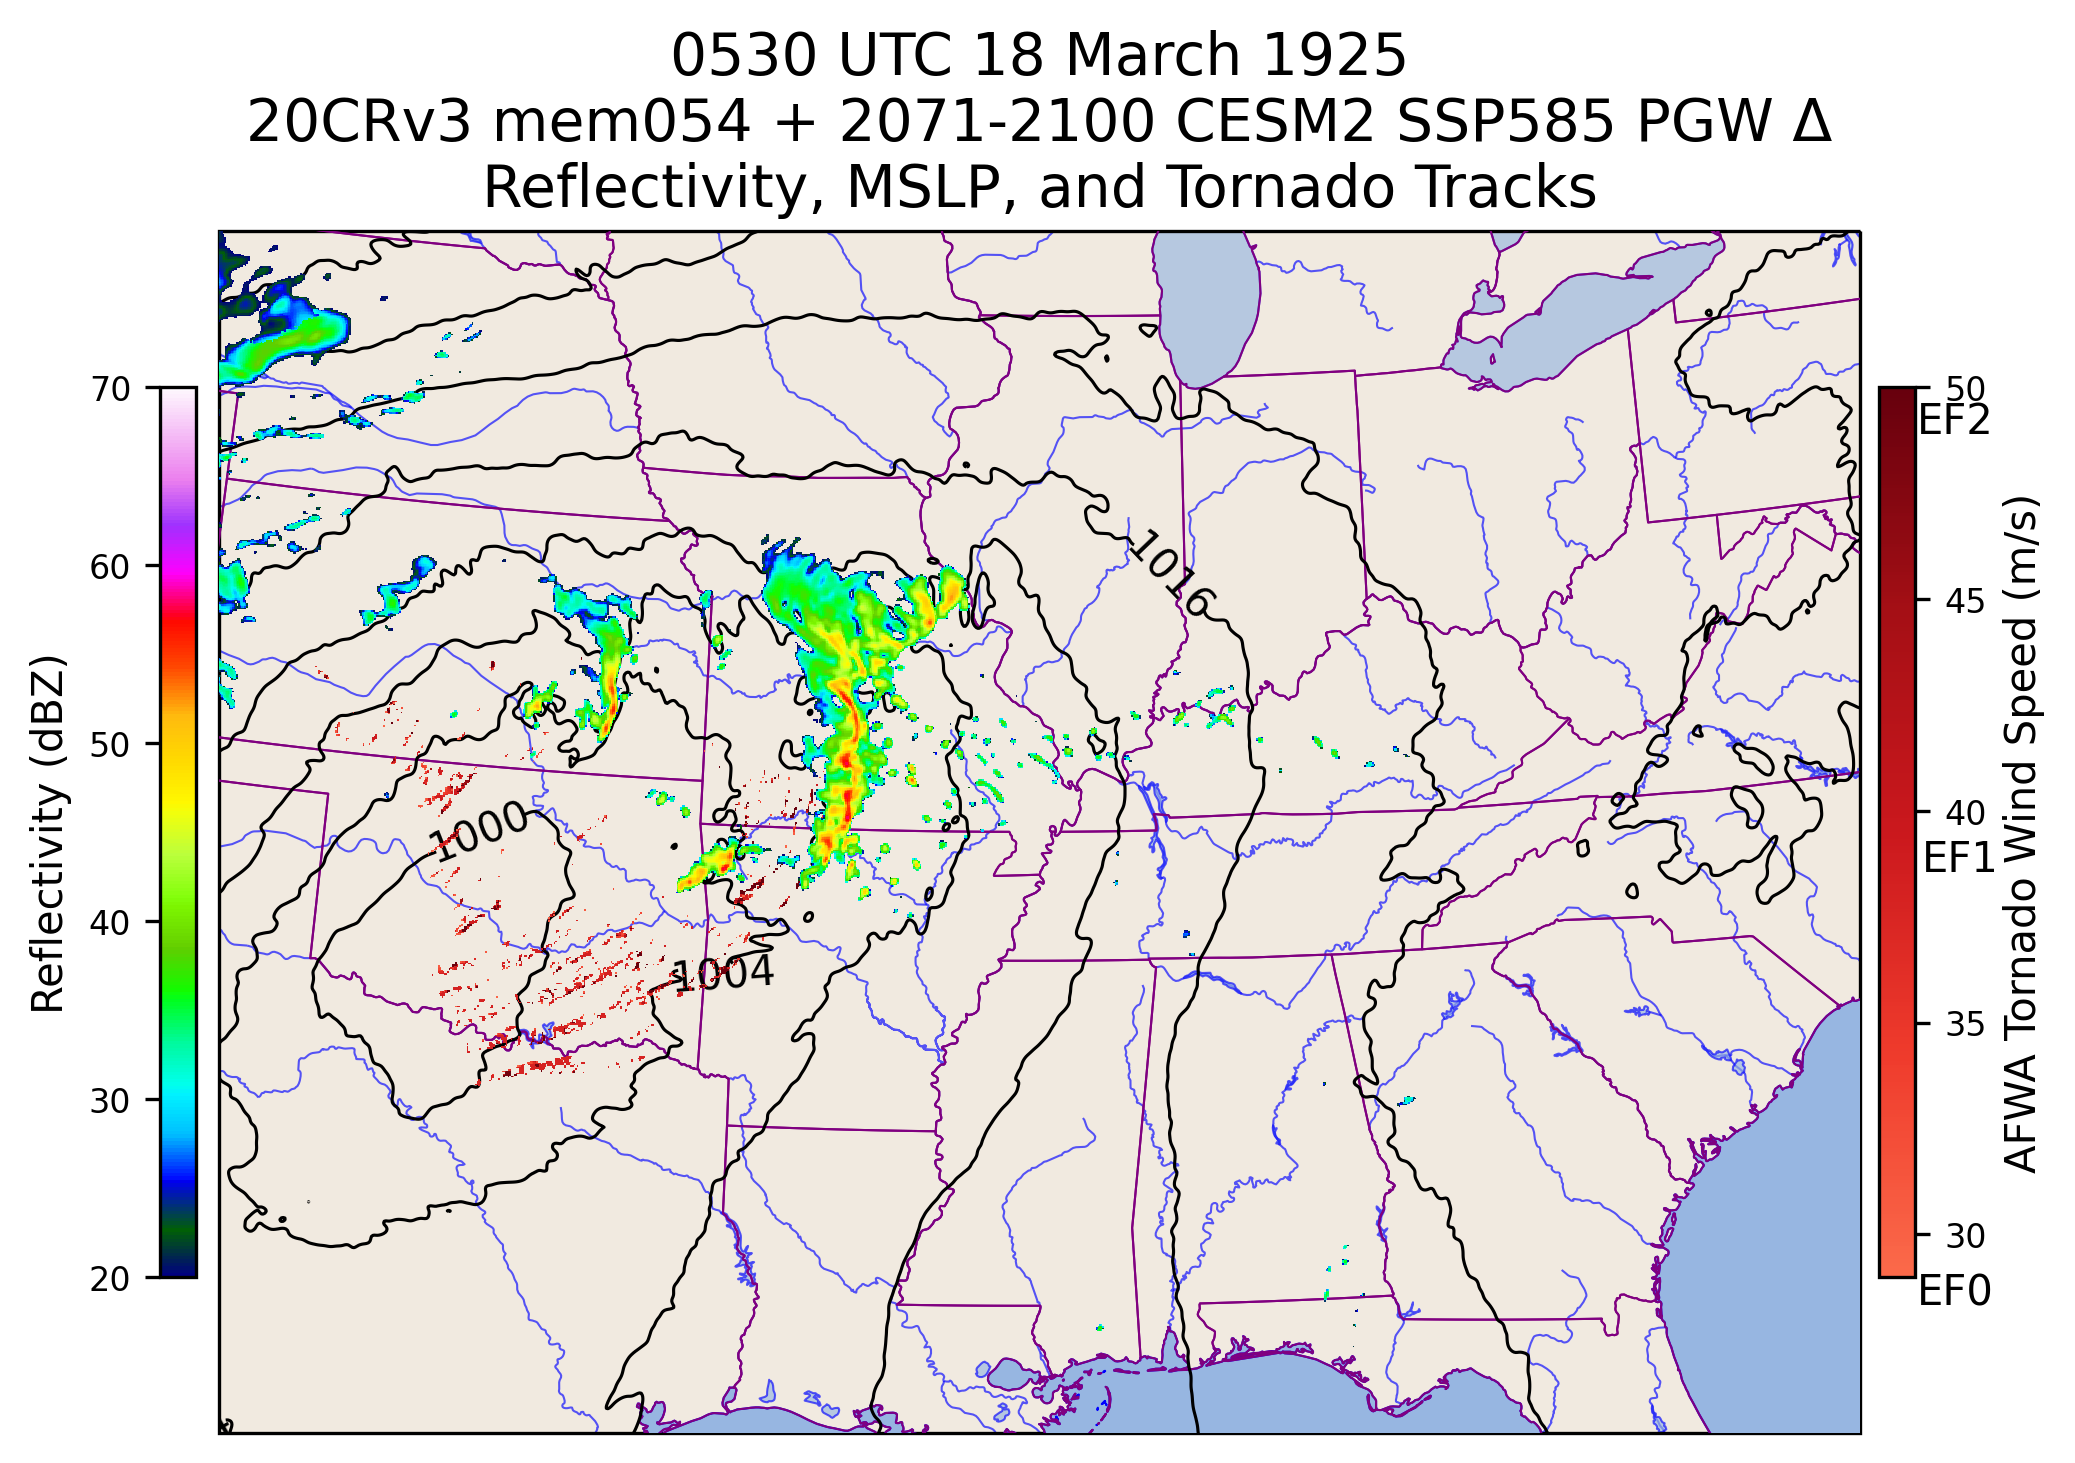 0530 UTC 18 March 1925
20CRv3 mem054 + 2071-2100 CESM2 SSP585 PGW Δ
Reflectivity, MSLP, and Tornado Tracks
70
60
50
40
30
20
Reflectivity (dBZ)
1016
1000
1004
50
EF2
45
40
EF1
35
30
EF0
AFWA Tornado Wind Speed (m/s)